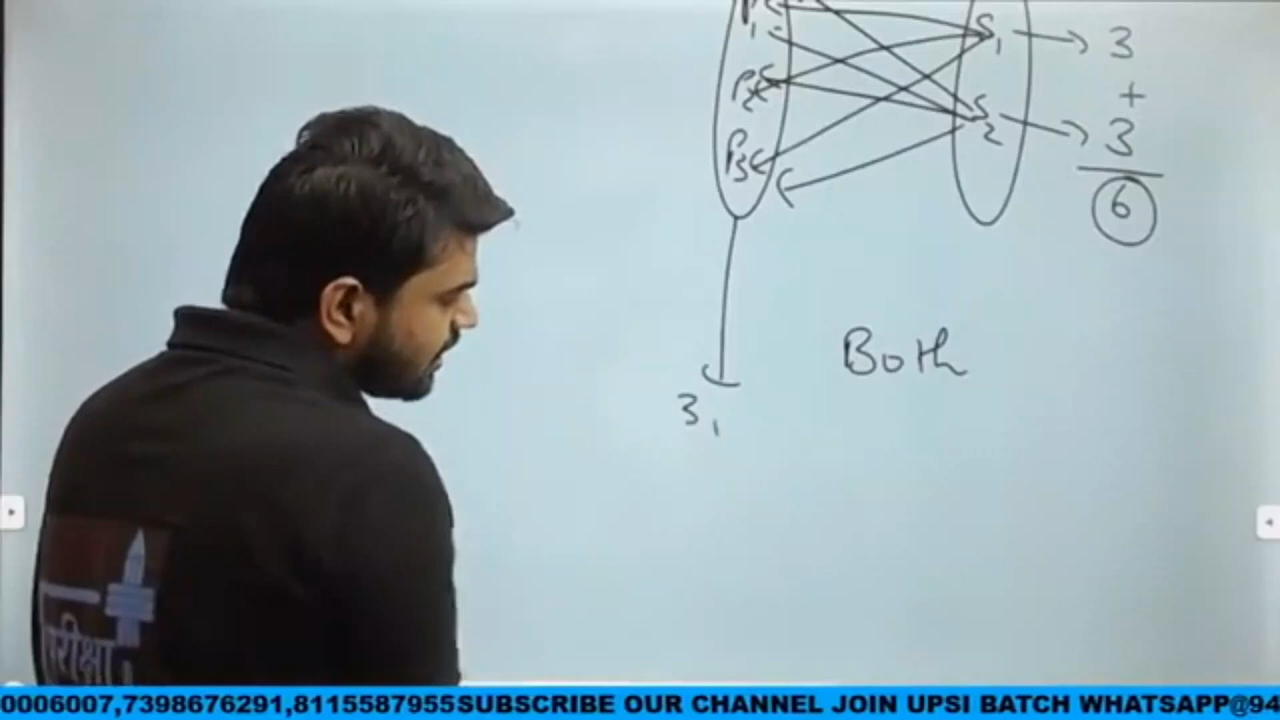 P1
S1
3
+
P2
S2
3
P3
6
Both
3,
परीक्षा
0006007,7398676291,8115587955SUBSCRIBE OUR CHANNEL JOIN UPSI BATCH WHATSAPP@94